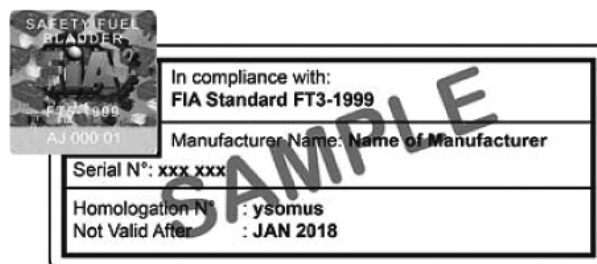 SAFETY FUEL
BLADDER
FIA
FT5-1999
AJ 000 01
In compliance with:
FIA Standard FT3-1999
Manufacturer Name: Name of Manufacturer
Serial N°: xxx xxx
Homologation N° : ysomus
Not Valid After : JAN 2018
SAMPLE